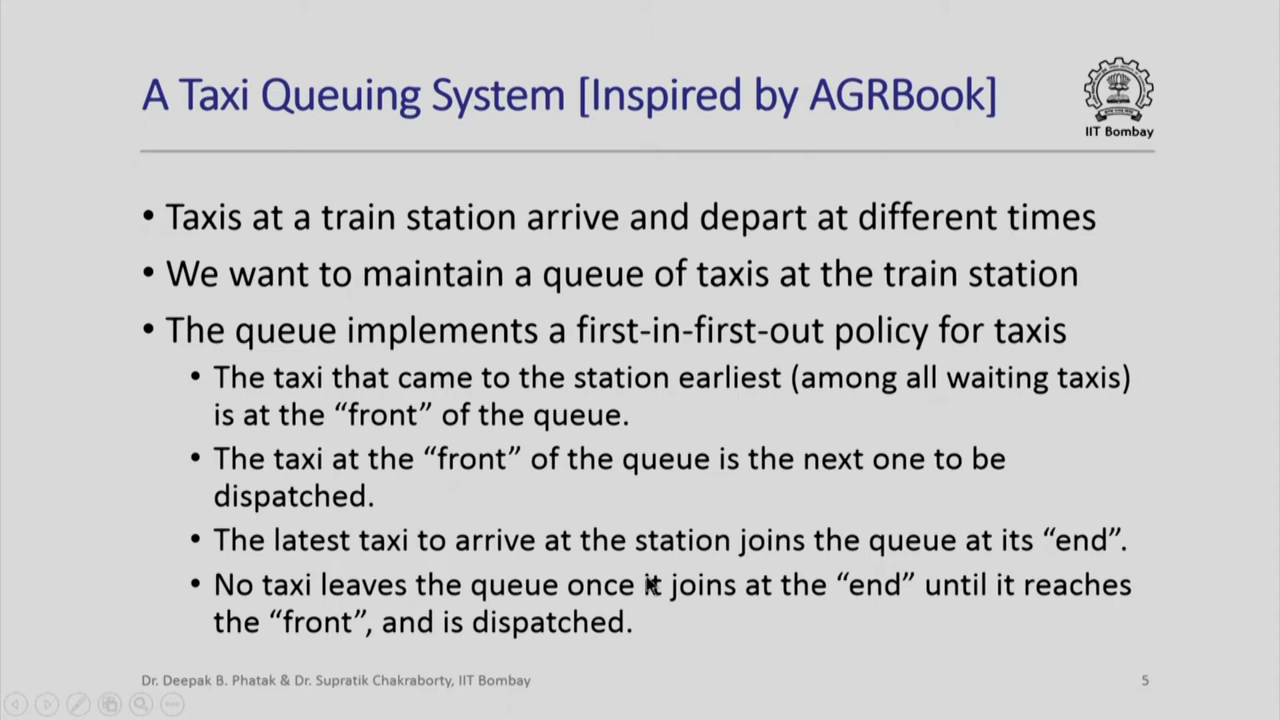 A Taxi Queuing System [Inspired by AGRBook]
IIT Bombay
• Taxis at a train station arrive and depart at different times
• We want to maintain a queue of taxis at the train station
• The queue implements a first-in-first-out policy for taxis
• The taxi that came to the station earliest (among all waiting taxis)
is at the “front” of the queue.
• The taxi at the “front” of the queue is the next one to be
dispatched.
• The latest taxi to arrive at the station joins the queue at its “end”.
• No taxi leaves the queue once it joins at the “end” until it reaches
the “front”, and is dispatched.
Dr. Deepak B. Phatak & Dr. Supratik Chakraborty, IIT Bombay
5